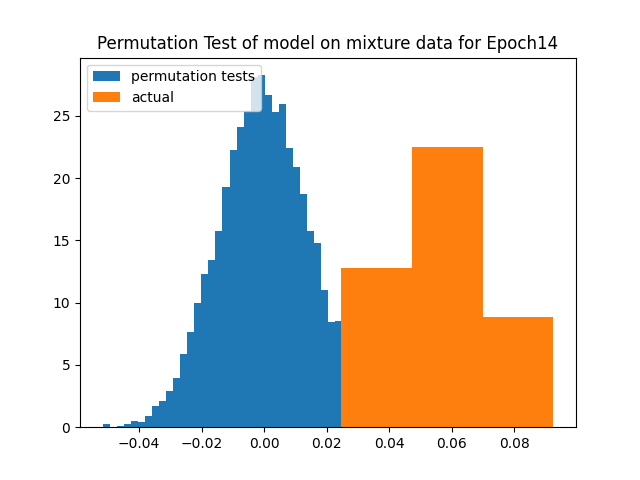 Permutation Test of model on mixture data for Epoch14
permutation tests
actual
25
20
15
10
5
0
−0.04 −0.02 0.00 0.02 0.04 0.06 0.08